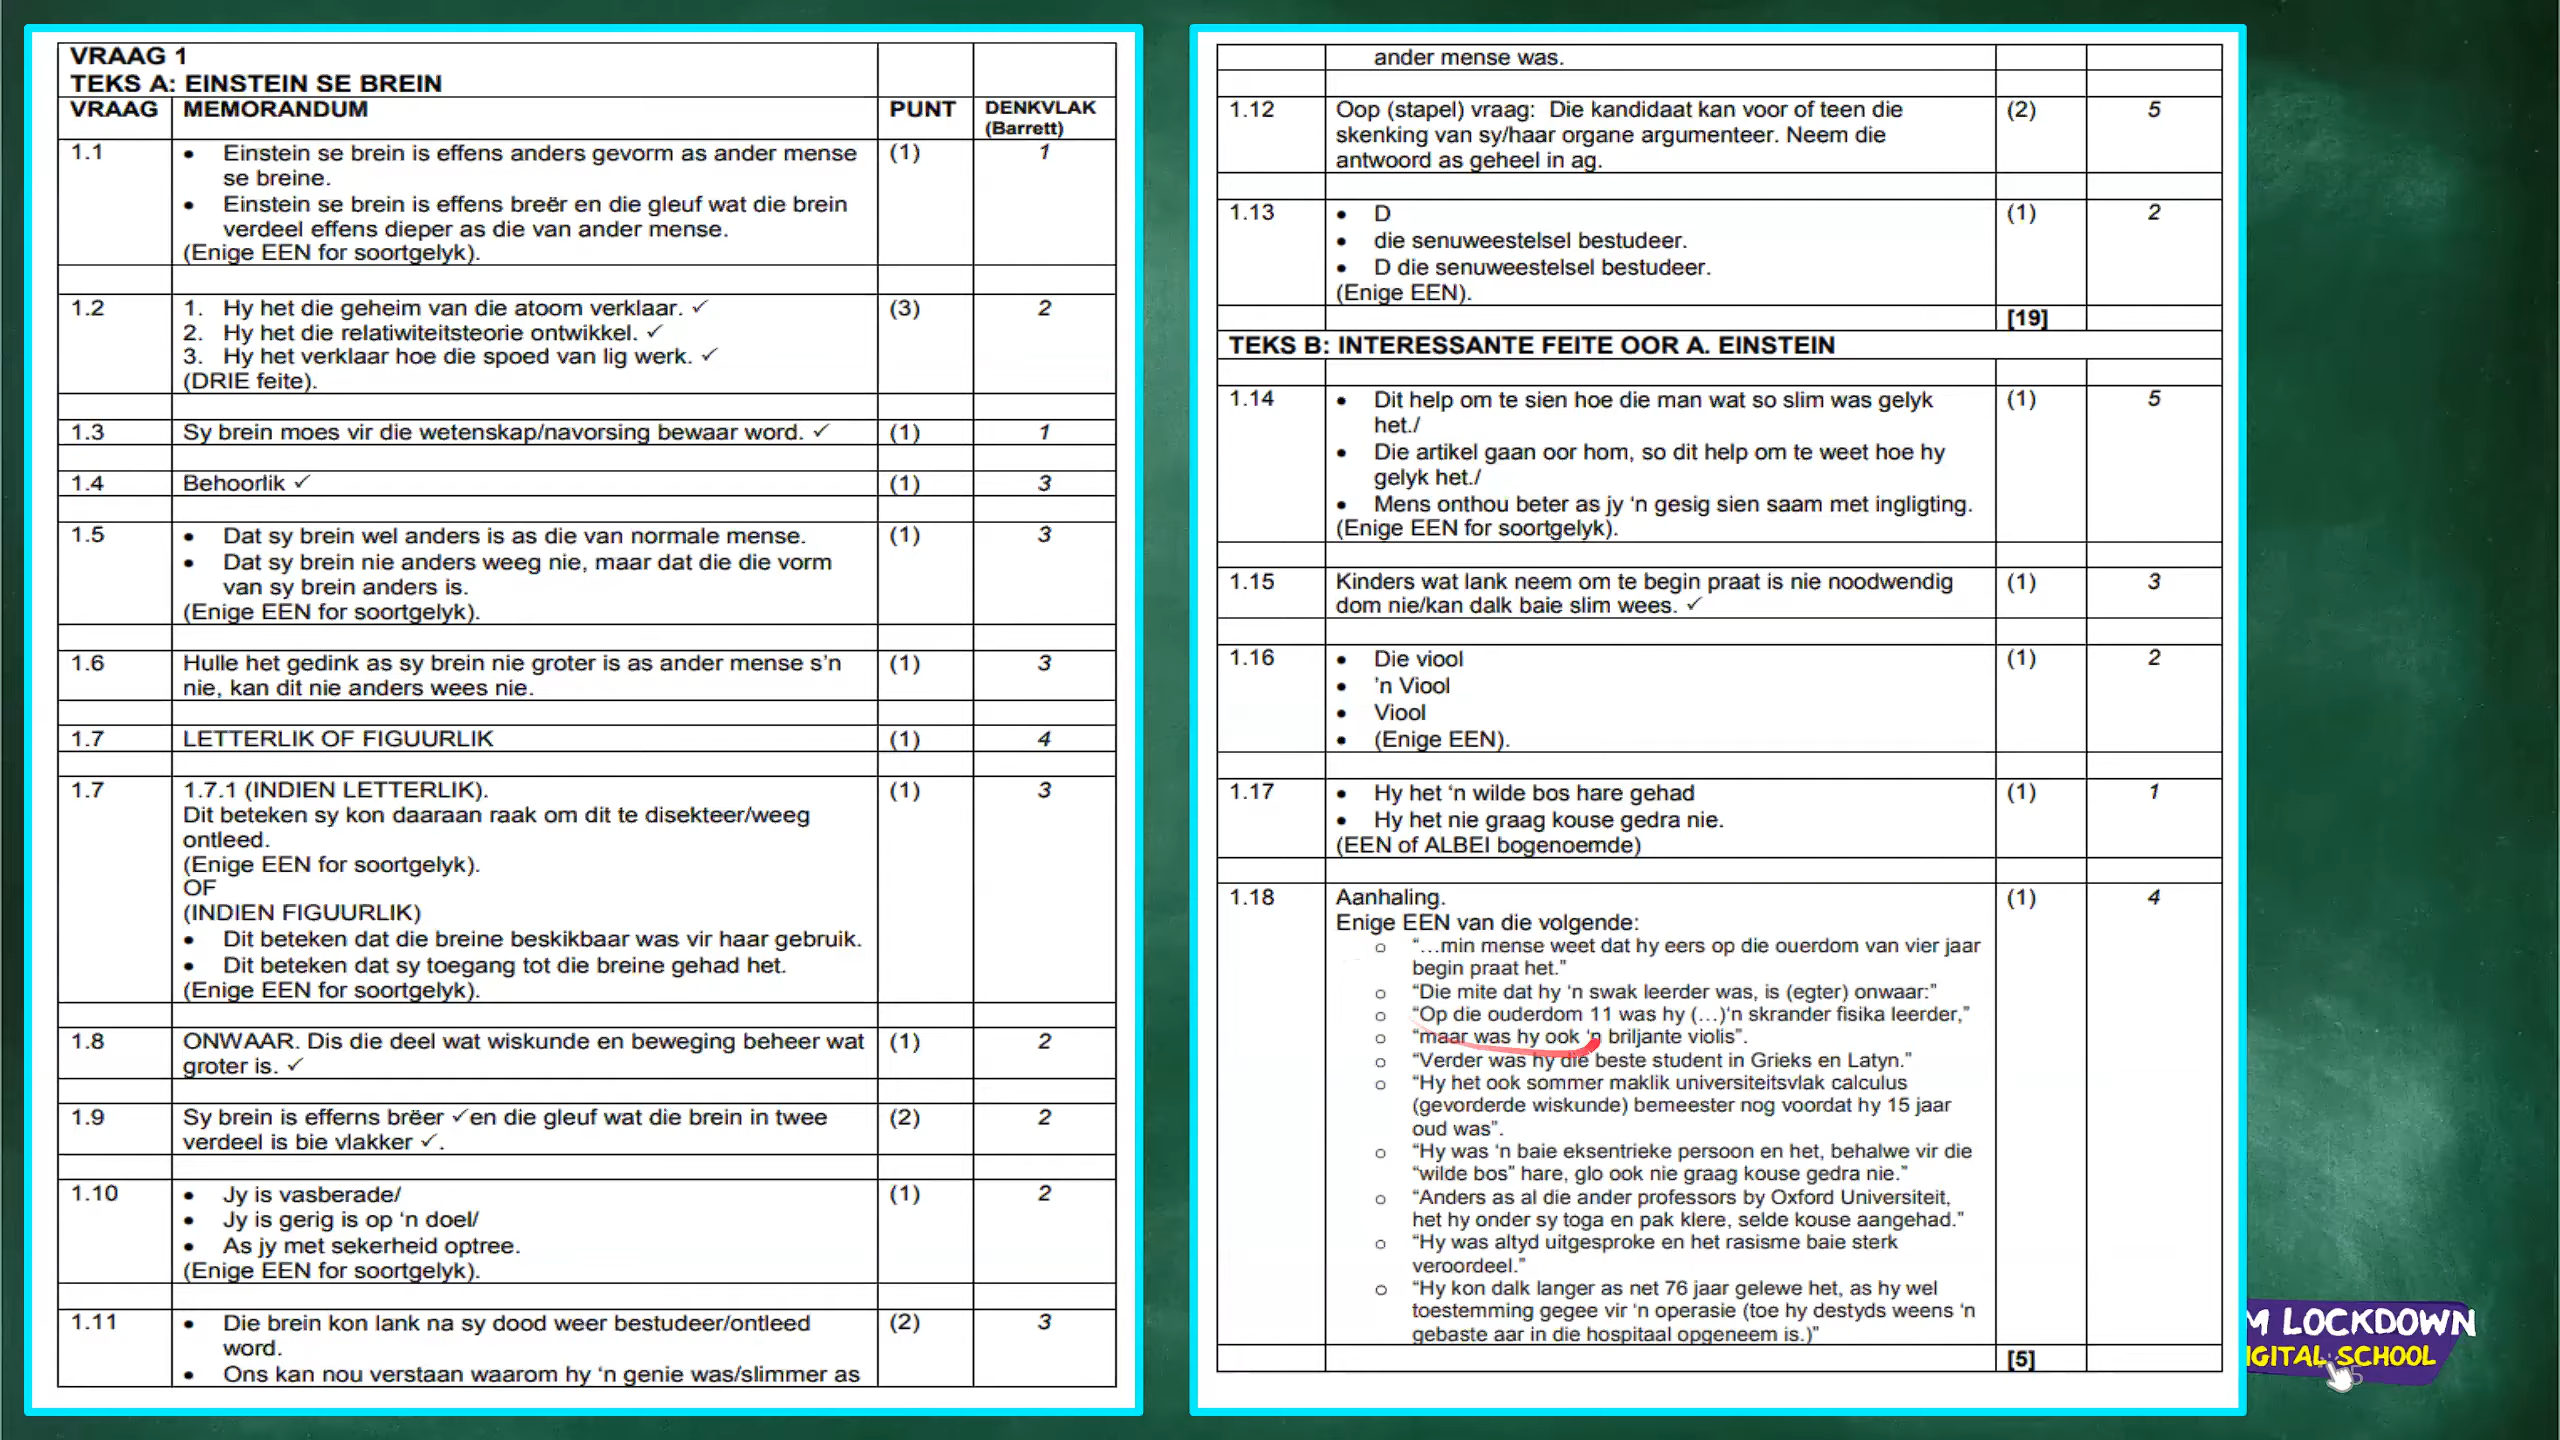 VRAAG 1
TEKS A: EINSTEIN SE BREIN
VRAAG MEMORANDUM PUNT DENKVLAK
(Barrett)
1.1 • Einstein se brein is effens anders gevorm as ander mense (1) 1
se breine.
• Einstein se brein is effens breër en die gleuf wat die brein
verdeel effens dieper as die van ander mense.
(Enige EEN for soortgelyk).
1.2 1. Hy het die geheim van die atoom verklaar. ✓ (3) 2
2. Hy het die relatiwiteitsteorie ontwikkel. ✓
3. Hy het verklaar hoe die spoed van lig werk. ✓
(DRIE feite).
1.3 Sy brein moes vir die wetenskap/navorsing bewaar word. ✓ (1) 1
1.4 Behoorlik ✓ (1) 3
1.5 • Dat sy brein wel anders is as die van normale mense. (1) 3
• Dat sy brein nie anders weeg nie, maar dat die die vorm
van sy brein anders is.
(Enige EEN for soortgelyk).
1.6 Hulle het gedink as sy brein nie groter is as ander mense s’n (1) 3
nie, kan dit nie anders wees nie.
1.7 LETTERLIK OF FIGUURLIK (1) 4
1.7 1.7.1 (INDIEN LETTERLIK). (1) 3
Dit beteken sy kon daaraan raak om dit te disekteer/weeg
ontleed.
(Enige EEN for soortgelyk).
OF
(INDIEN FIGUURLIK)
• Dit beteken dat die breine beskikbaar was vir haar gebruik.
• Dit beteken dat sy toegang tot die breine gehad het.
(Enige EEN for soortgelyk).
1.8 ONWAAR. Dis die deel wat wiskunde en beweging beheer wat (1) 2
groter is. ✓
1.9 Sy brein is efferns brëer ✓en die gleuf wat die brein in twee (2) 2
verdeel is bie vlakker ✓.
1.10 • Jy is vasberade/ (1) 2
• Jy is gerig is op ‘n doel/
• As jy met sekerheid optree.
(Enige EEN for soortgelyk).
1.11 • Die brein kon lank na sy dood weer bestudeer/ontleed (2) 3
word.
• Ons kan nou verstaan waarom hy ‘n genie was/slimmer as
ander mense was.
1.12 Oop (stapel) vraag: Die kandidaat kan voor of teen die (2) 5
skenking van sy/haar organe argumenteer. Neem die
antwoord as geheel in ag.
1.13 • D (1) 2
• die senuweestelsel bestudeer.
• D die senuweestelsel bestudeer.
(Enige EEN).
[19]
TEKS B: INTERESSANTE FEITE OOR A. EINSTEIN
1.14 • Dit help om te sien hoe die man wat so slim was gelyk (1) 5
het./
• Die artikel gaan oor hom, so dit help om te weet hoe hy
gelyk het./
• Mens onthou beter as jy ‘n gesig sien saam met ingligting.
(Enige EEN for soortgelyk).
1.15 Kinders wat lank neem om te begin praat is nie noodwendig (1) 3
dom nie/kan dalk baie slim wees. ✓
1.16 • Die viool (1) 2
• ’n Viool
• Viool
• (Enige EEN).
1.17 • Hy het ‘n wilde bos hare gehad (1) 1
• Hy het nie graag kouse gedra nie.
(EEN of ALBEI bogenoemde)
1.18 Aanhaling. (1) 4
Enige EEN van die volgende:
o “…min mense weet dat hy eers op die ouerdom van vier jaar
begin praat het.”
o “Die mite dat hy ‘n swak leerder was, is (egter) onwaar:”
o “Op die ouderdom 11 was hy (…)‘n skrander fisika leerder,”
o “maar was hy ook ‘n briljante violis”.
o “Verder was hy die beste student in Grieks en Latyn.”
o “Hy het ook sommer maklik universiteitsvlak calculus
(gevorderde wiskunde) bemeester nog voordat hy 15 jaar
oud was”.
o “Hy was ‘n baie eksentrieke persoon en het, behalwe vir die
“wilde bos” hare, glo ook nie graag kouse gedra nie.”
o “Anders as al die ander professors by Oxford Universiteit,
het hy onder sy toga en pak klere, selde kouse aangehad.”
o “Hy was altyd uitgesproke en het rasisme baie sterk
veroordeel.”
o “Hy kon dalk langer as net 76 jaar gelewe het, as hy wel
toestemming gegee vir ‘n operasie (toe hy destyds weens ‘n
gebaste aar in die hospitaal opgeneem is.)”
[5]
M LOCKDOWN
IGITAL SCHOOL